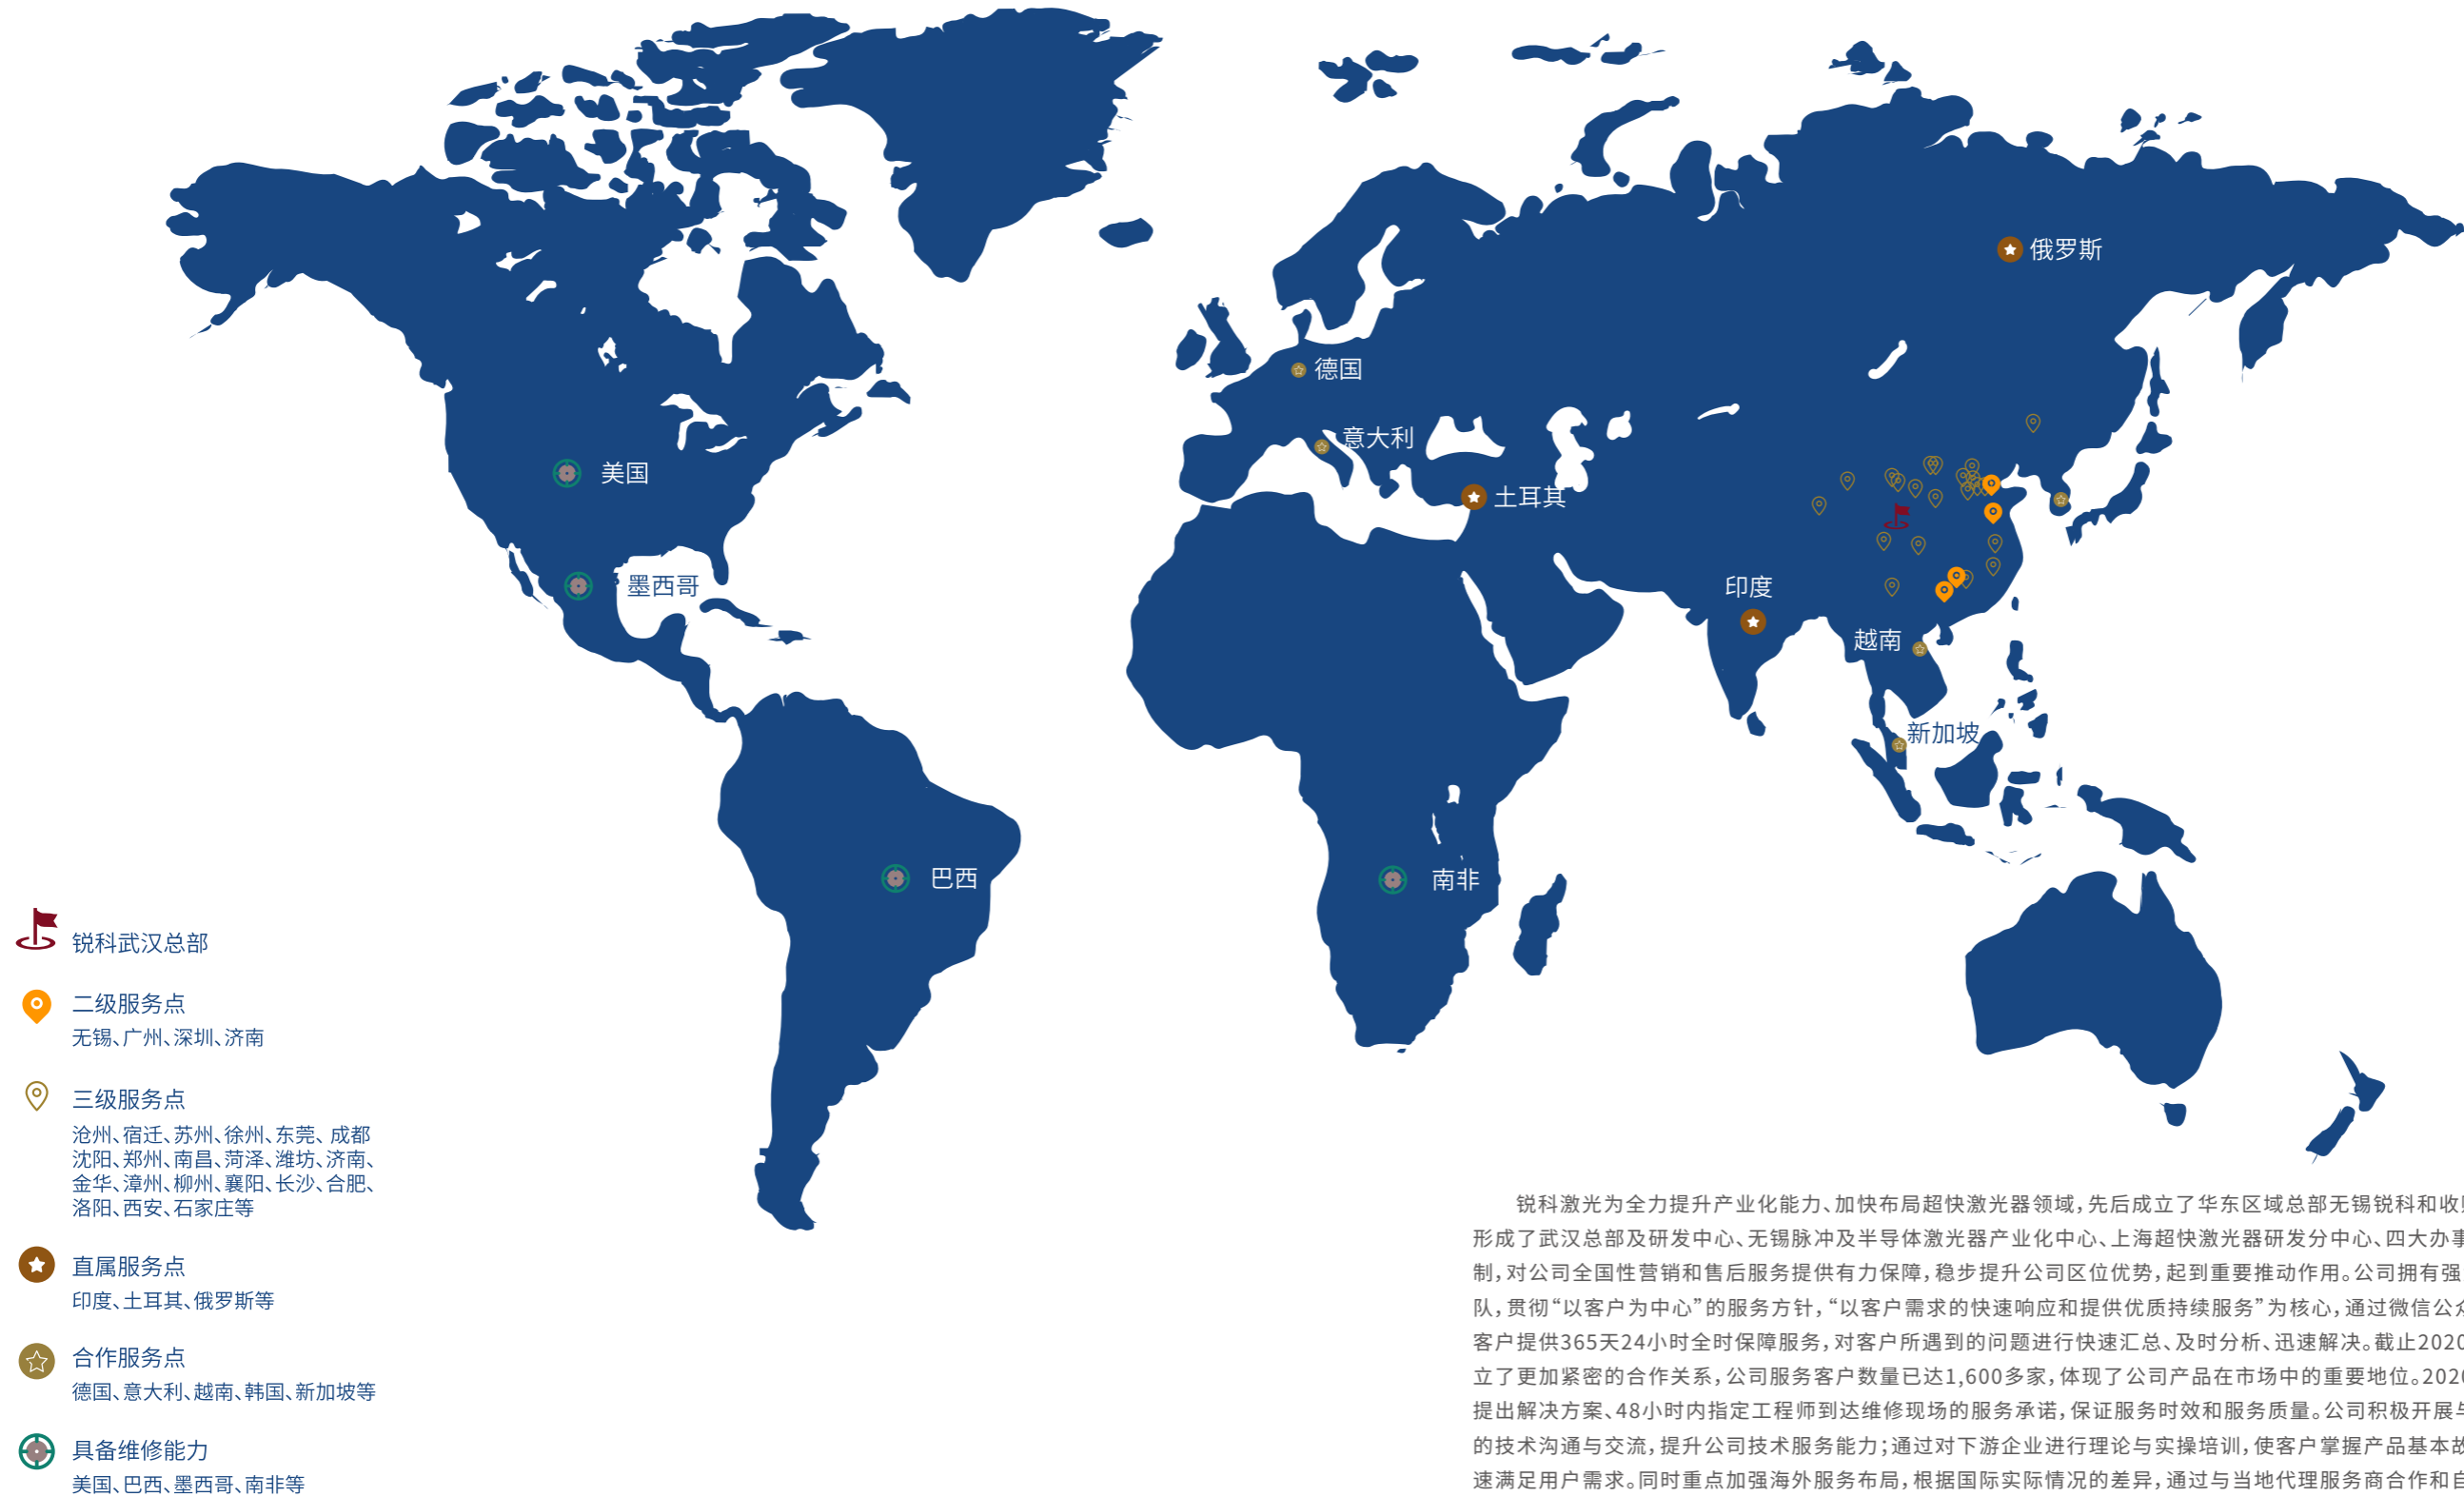 俄罗斯
德国
意大利
美国
土耳其
墨西哥
印度
越南
新加坡
巴西
南非
锐科武汉总部
二级服务点
无锡、广州、深圳、济南
三级服务点
沧州、宿迁、苏州、徐州、东莞、成都
沈阳、郑州、南昌、菏泽、潍坊、济南、
金华、漳州、柳州、襄阳、长沙、合肥、
洛阳、西安、石家庄等
直属服务点
印度、土耳其、俄罗斯等
合作服务点
德国、意大利、越南、韩国、新加坡等
具备维修能力
美国、巴西、墨西哥、南非等
锐科激光为全力提升产业化能力、加快布局超快激光器领域,先后成立了华东区域总部无锡锐科和收
形成了武汉总部及研发中心、无锡脉冲及半导体激光器产业化中心、上海超快激光器研发分中心、四大办事
制,对公司全国性营销和售后服务提供有力保障,稳步提升公司区位优势,起到重要推动作用。公司拥有强
队,贯彻“以客户为中心”的服务方针,“以客户需求的快速响应和提供优质持续服务”为核心,通过微信公众
客户提供365天24小时全时保障服务,对客户所遇到的问题进行快速汇总、及时分析、迅速解决。截止2020
立了更加紧密的合作关系,公司服务客户数量已达1,600多家,体现了公司产品在市场中的重要地位。202
提出解决方案、48小时内指定工程师到达维修现场的服务承诺,保证服务时效和服务质量。公司积极开展与
的技术沟通与交流,提升公司技术服务能力;通过对下游企业进行理论与实操培训,使客户掌握产品基本故
速满足用户需求。同时重点加强海外服务布局,根据国际实际情况的差异,通过与当地代理服务商合作和自